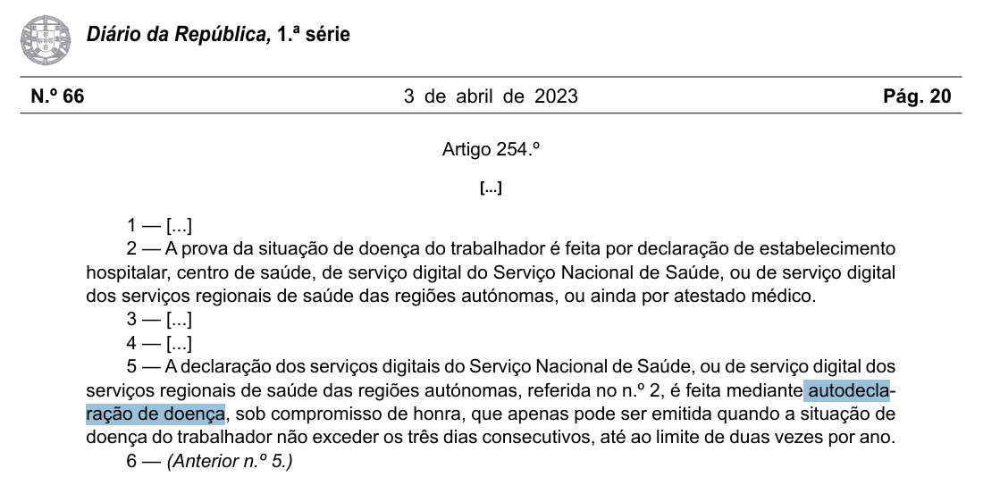 Diário da República, 1.ª série
N.º 66 3 de abril de 2023 Pág. 20
Artigo 254.º
[...]
1 — [...]
2 — A prova da situação de doença do trabalhador é feita por declaração de estabelecimento
hospitalar, centro de saúde, de serviço digital do Serviço Nacional de Saúde, ou de serviço digital
dos serviços regionais de saúde das regiões autónomas, ou ainda por atestado médico.
3 — [...]
4 — [...]
5 — A declaração dos serviços digitais do Serviço Nacional de Saúde, ou de serviço digital dos
serviços regionais de saúde das regiões autónomas, referida no n.º 2, é feita mediante autodecla-
ração de doença, sob compromisso de honra, que apenas pode ser emitida quando a situação de
doença do trabalhador não exceder os três dias consecutivos, até ao limite de duas vezes por ano.
6 — (Anterior n.º 5.)